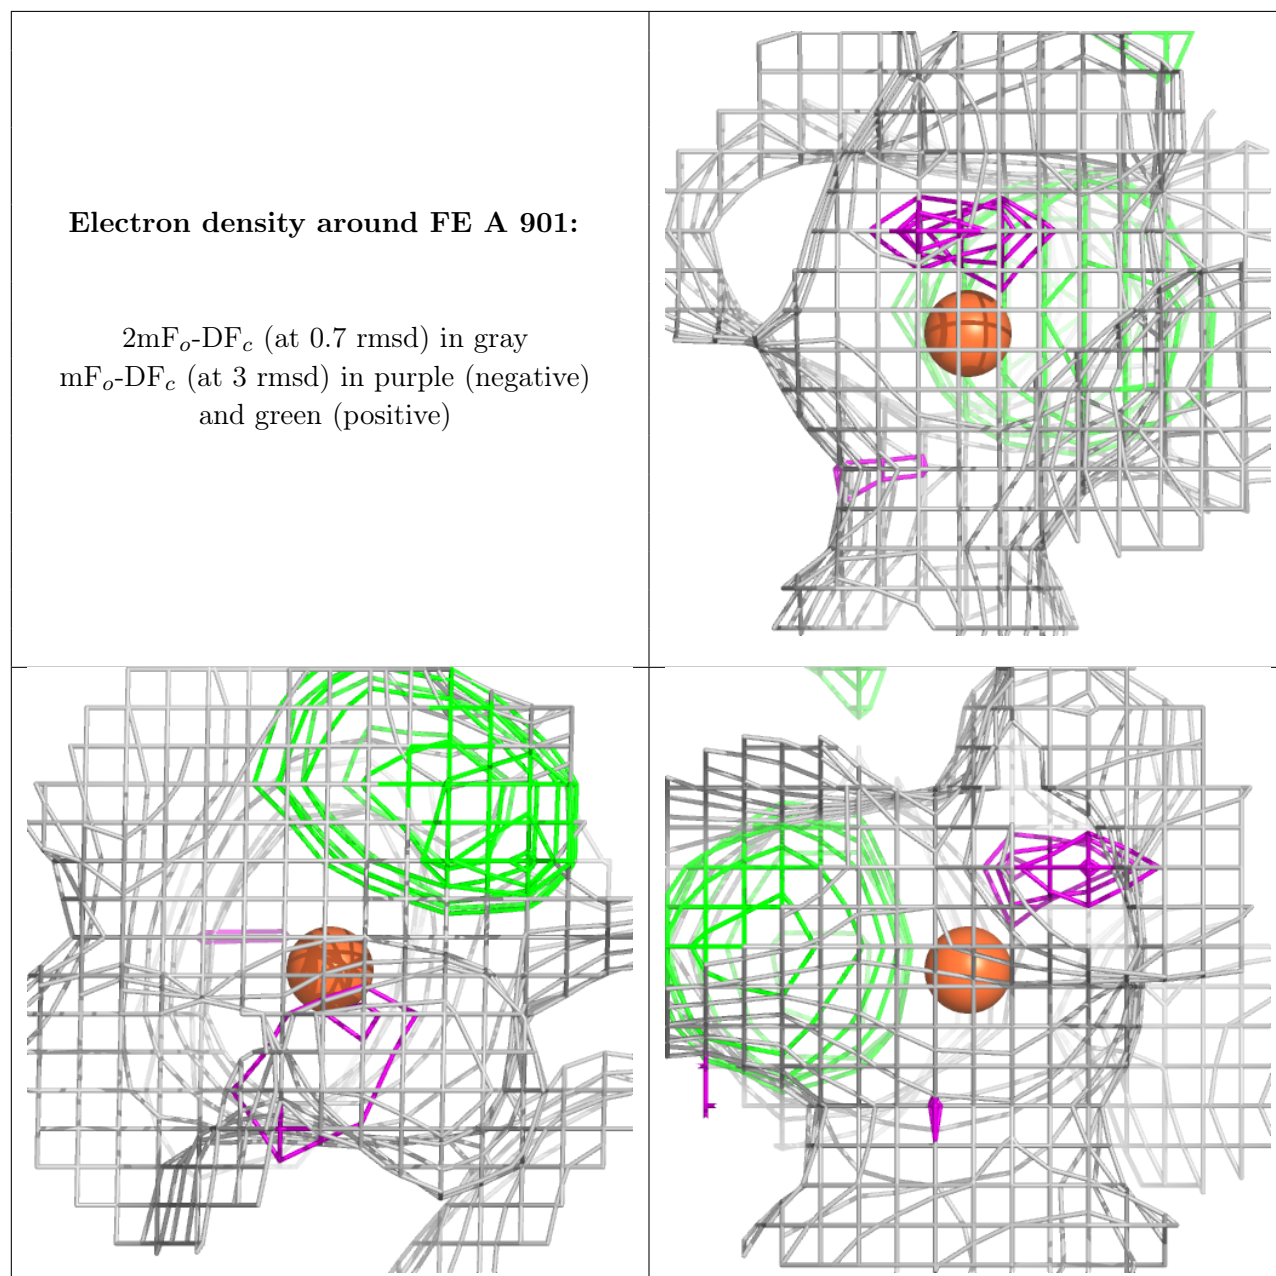 Electron density around FE A 901:
2mFo-DFc (at 0.7 rmsd) in gray
mFo-DFc (at 3 rmsd) in purple (negative)
and green (positive)